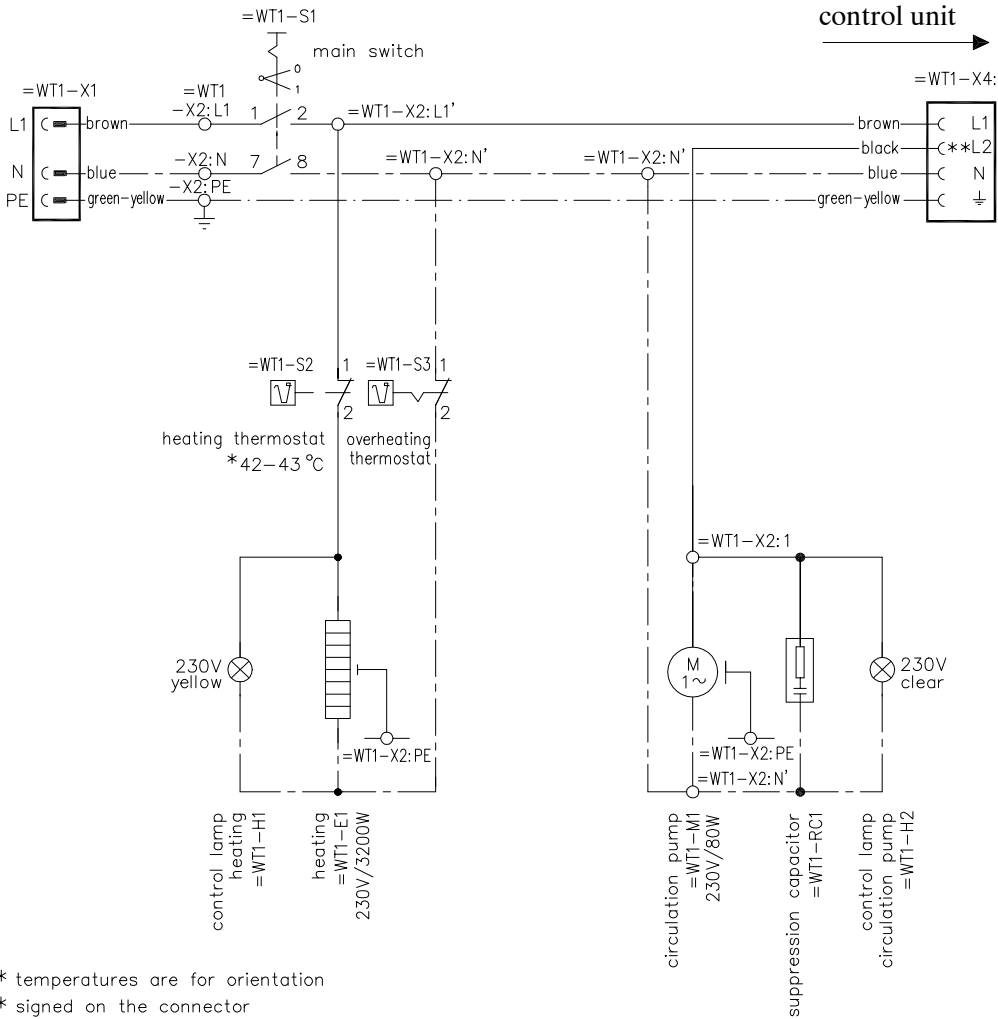 =WT1-S1
control unit
main switch
0
1
=WT1-X4:
=WT1-X1
=WT1
-X2:L1
1
2
=WT1-X2:L1'
L1
brown
brown
L1
black
**L2
-X2:N
7
8
=WT1-X2:N'
=WT1-X2:N'
N
blue
blue
N
-X2:PE
PE
green-yellow
green-yellow
=WT1-S2
1
=WT1-S3
1
2
2
heating thermostat
*42-43°C
overheating
thermostat
=WT1-X2:1
230V
yellow
M
1~
230V
clear
=WT1-X2:PE
=WT1-X2:PE
=WT1-X2:N'
control lamp
heating
=WT1-H1
heating
=WT1-E1
230V/3200W
circulation pump
=WT1-M1
230V/80W
suppression capacitor
=WT1-RC1
control lamp
circulation pump
=WT1-H2
* temperatures are for orientation
* signed on the connector